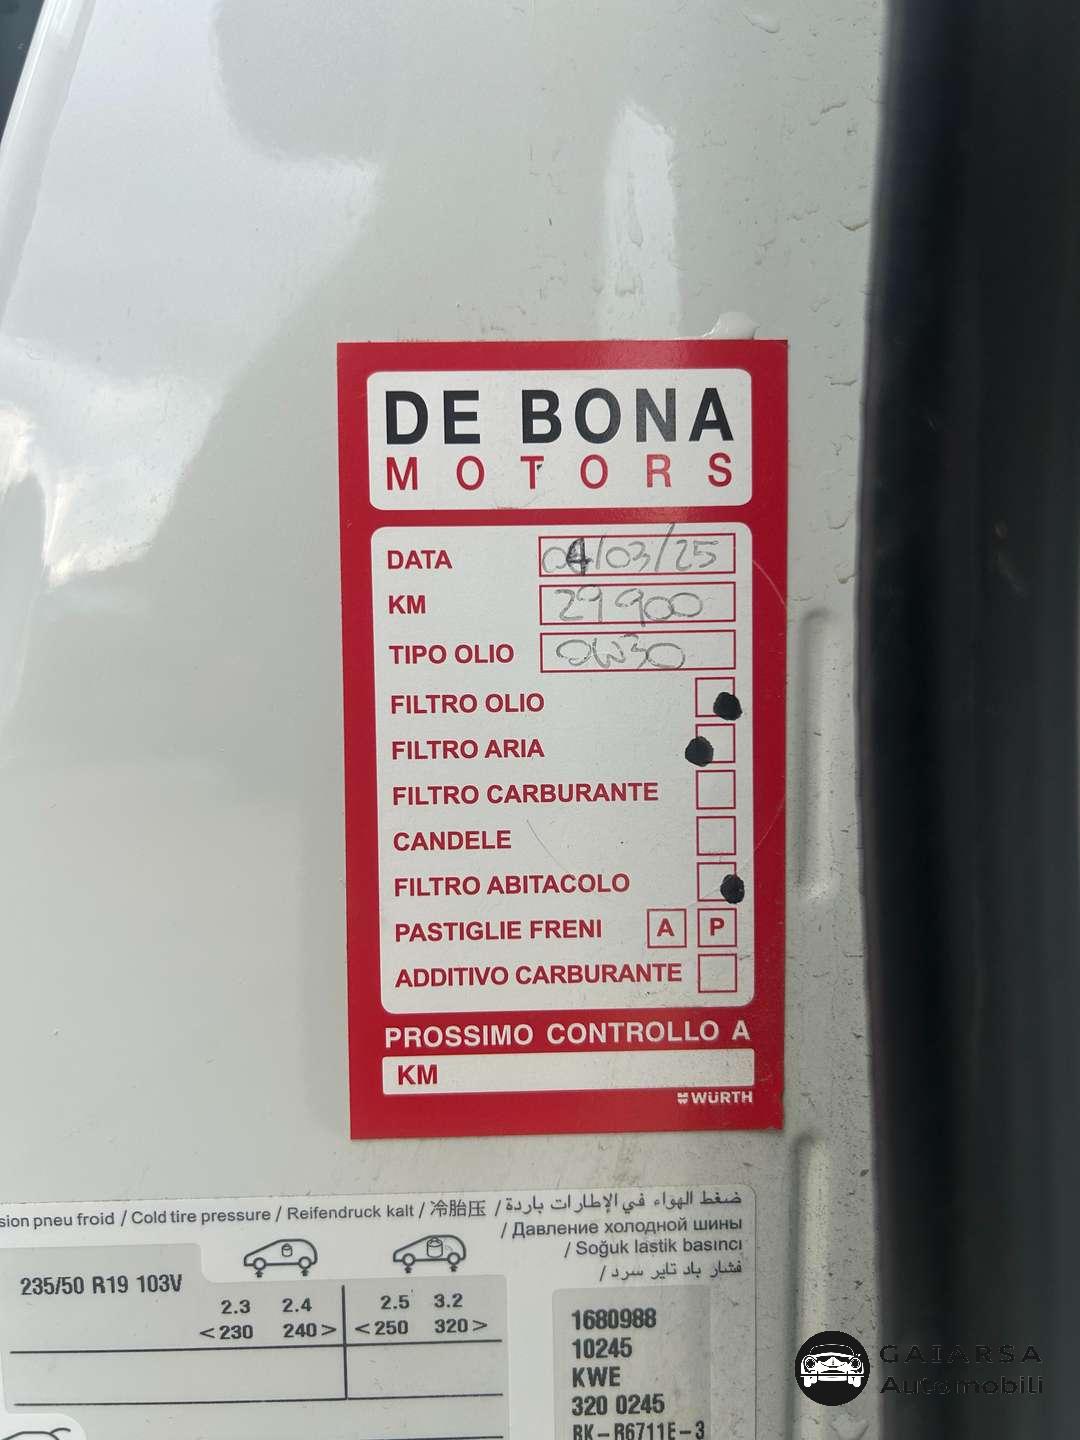 DE BONA
MOTORS
DATA 04/03/25
KM 29900
TIPO OLIO 0W30
FILTRO OLIO
FILTRO ARIA
FILTRO CARBURANTE
CANDELE
FILTRO ABITACOLO
PASTIGLIE FRENI A P
ADDITIVO CARBURANTE
PROSSIMO CONTROLLO A
KM
WÜRTH
sion pneu froid / Cold tire pressure / Reifendruck kalt / 冷胎压 / ضغط الهواء في الإطارات باردة
/ Давление холодной шины
/ Soğuk lastik basıncı
/ فشار باد تایر سرد
235/50 R19 103V
2.3 2.4 2.5 3.2
<230 240> <250 320>
1680988
10245
KWE
320 0245
BK-R6711E-3
GAIARSA
Automobili